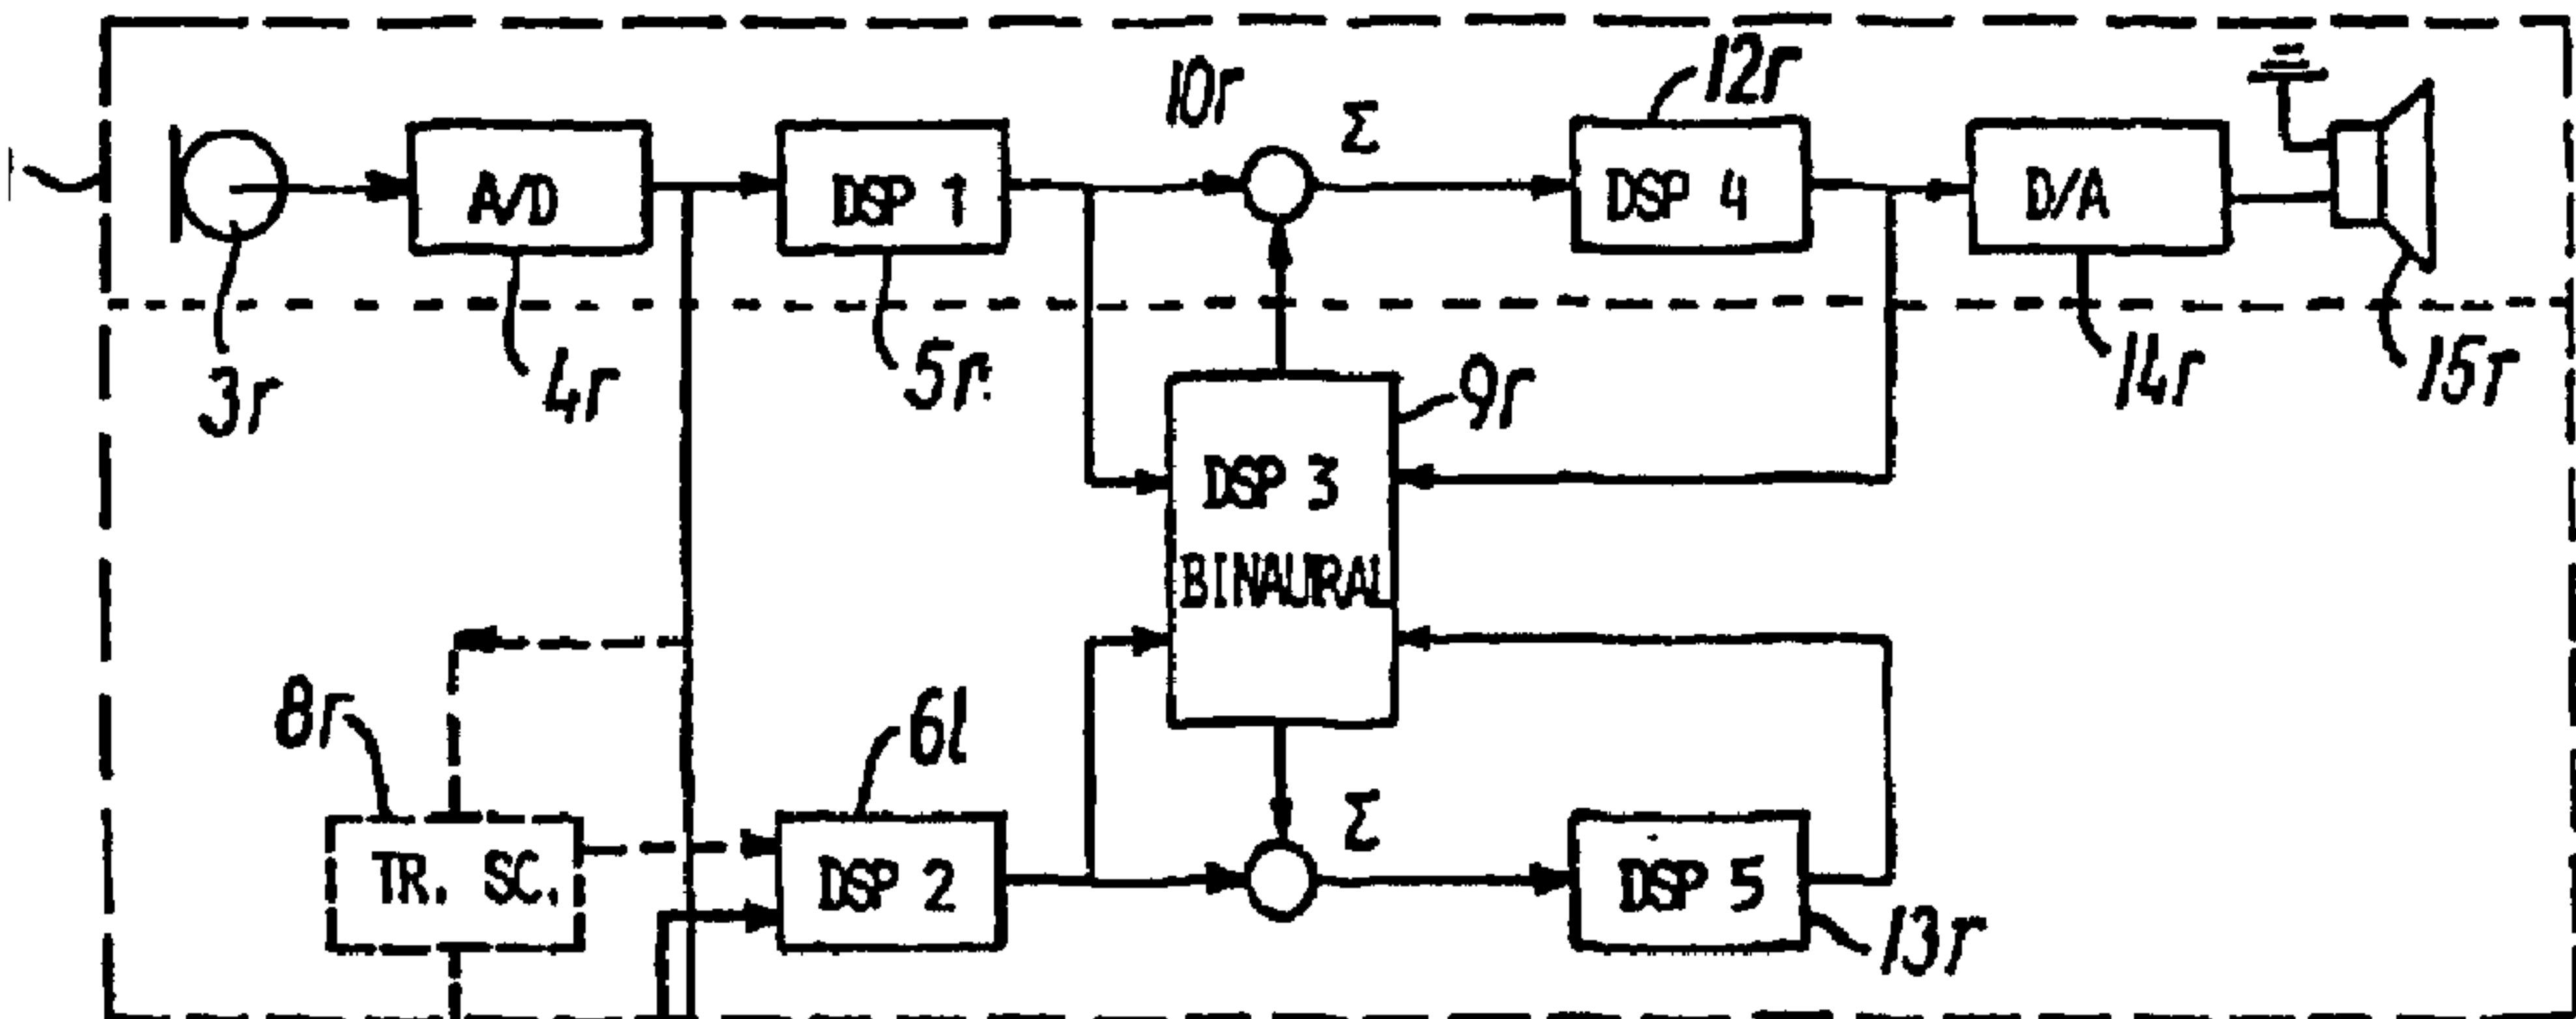 10r
Σ
12r
A/D
DSP 1
DSP 4
D/A
3r
4r
5r
9r
14r
15r
DSP 3
BINAURAL
8r
6l
Σ
TR. SC.
DSP 2
DSP 5
13r